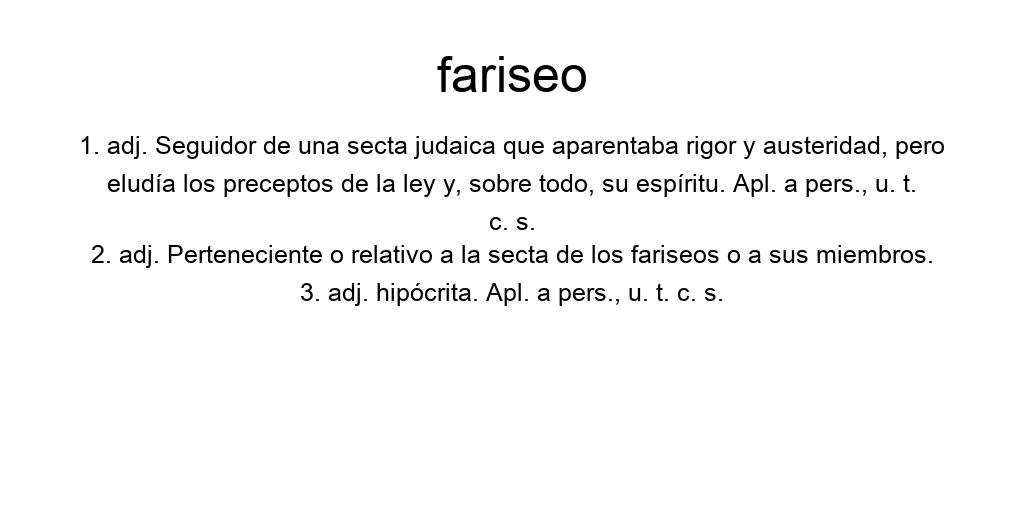 fariseo
1. adj. Seguidor de una secta judaica que aparentaba rigor y austeridad, pero
eludía los preceptos de la ley y, sobre todo, su espíritu. Apl. a pers., u. t.
c. s.
2. adj. Perteneciente o relativo a la secta de los fariseos o a sus miembros.
3. adj. hipócrita. Apl. a pers., u. t. c. s.